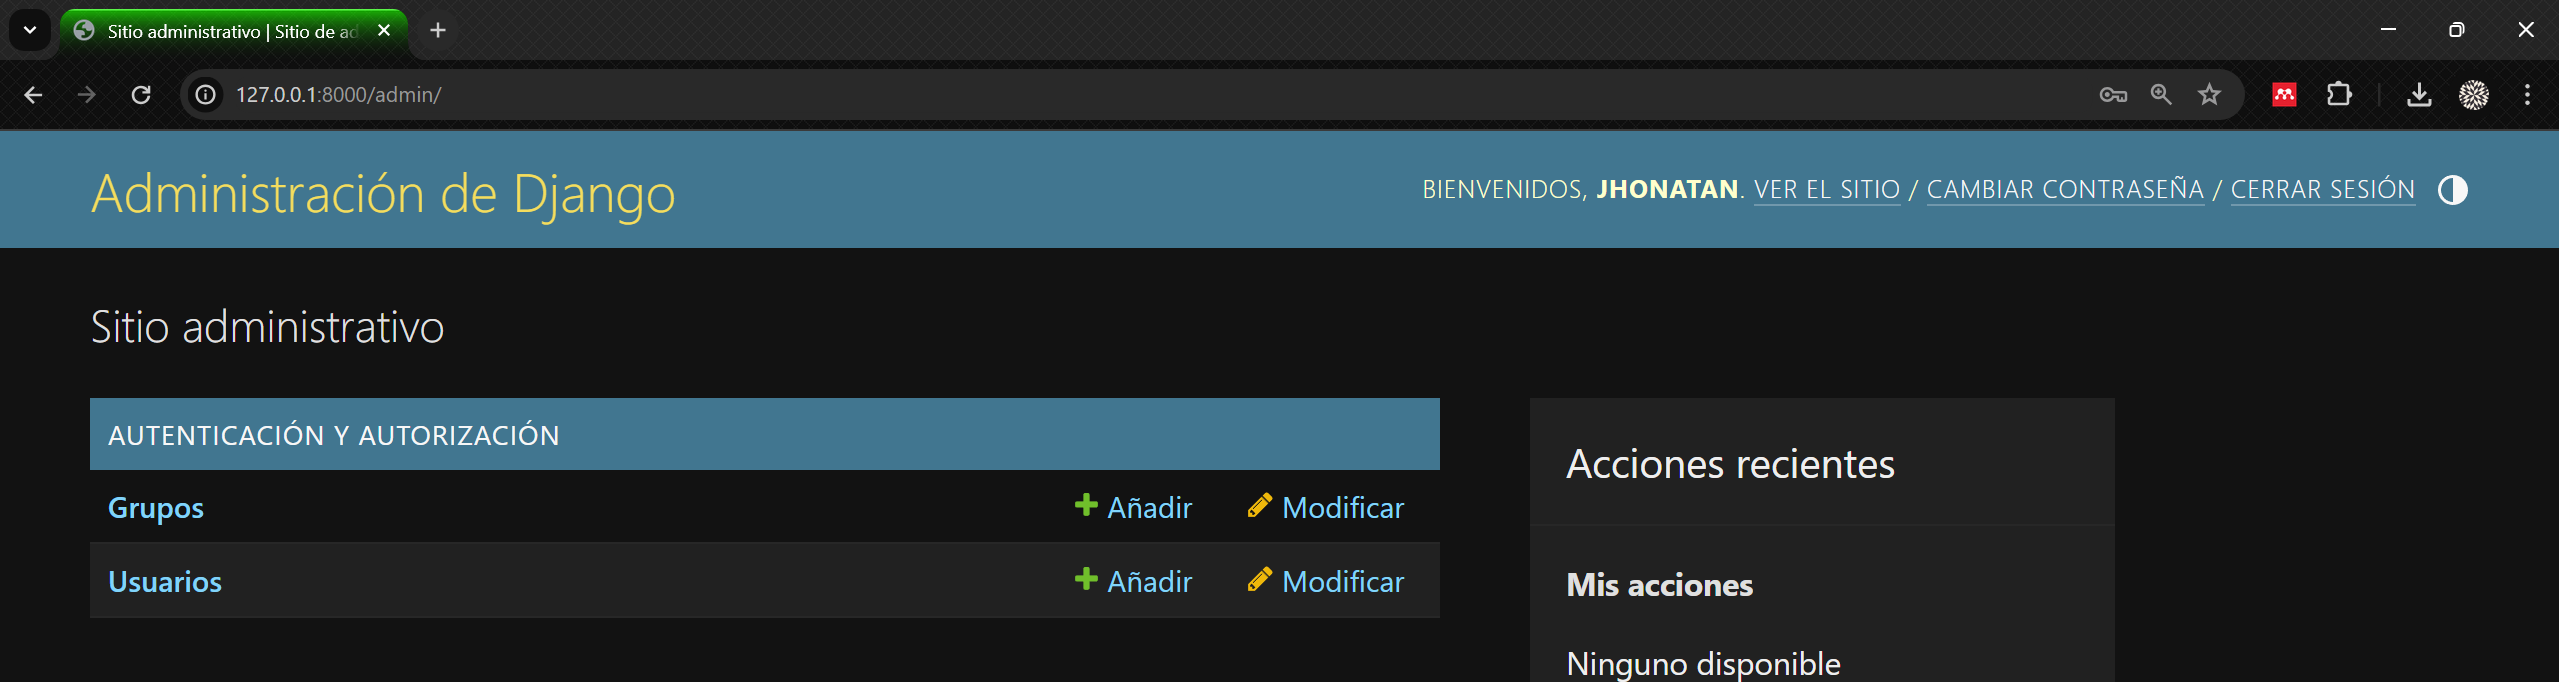 Sitio administrativo | Sitio de ad
127.0.0.1:8000/admin/
Administración de Django
BIENVENIDOS, JHONATAN. VER EL SITIO / CAMBIAR CONTRASEÑA / CERRAR SESIÓN
Sitio administrativo
AUTENTICACIÓN Y AUTORIZACIÓN
Grupos Añadir Modificar
Usuarios Añadir Modificar
Acciones recientes
Mis acciones
Ninguno disponible